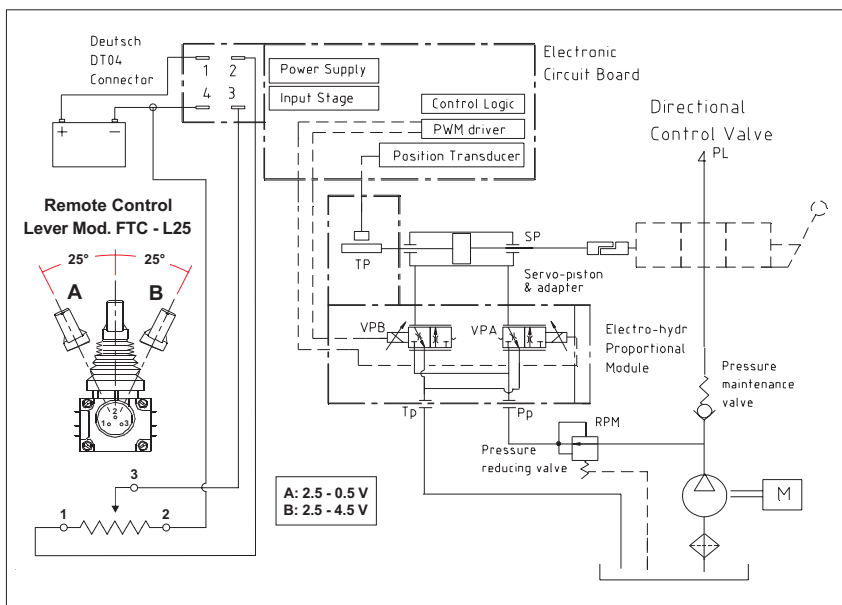 Deutsch
DT04
Connector
1 2
4 3
+ −
Power Supply
Input Stage
Electronic
Circuit Board
Control Logic
PWM driver
Position Transducer
Directional
Control Valve
PL
Remote Control
Lever Mod. FTC - L25
25° 25°
A B
2
1 3
TP
SP
Servo-piston
& adapter
VPB
VPA
Electro-hydr
Proportional
Module
Tp
Pp
RPM
Pressure
reducing valve
Pressure
maintenance
valve
M
3
1 2
A: 2.5 - 0.5 V
B: 2.5 - 4.5 V